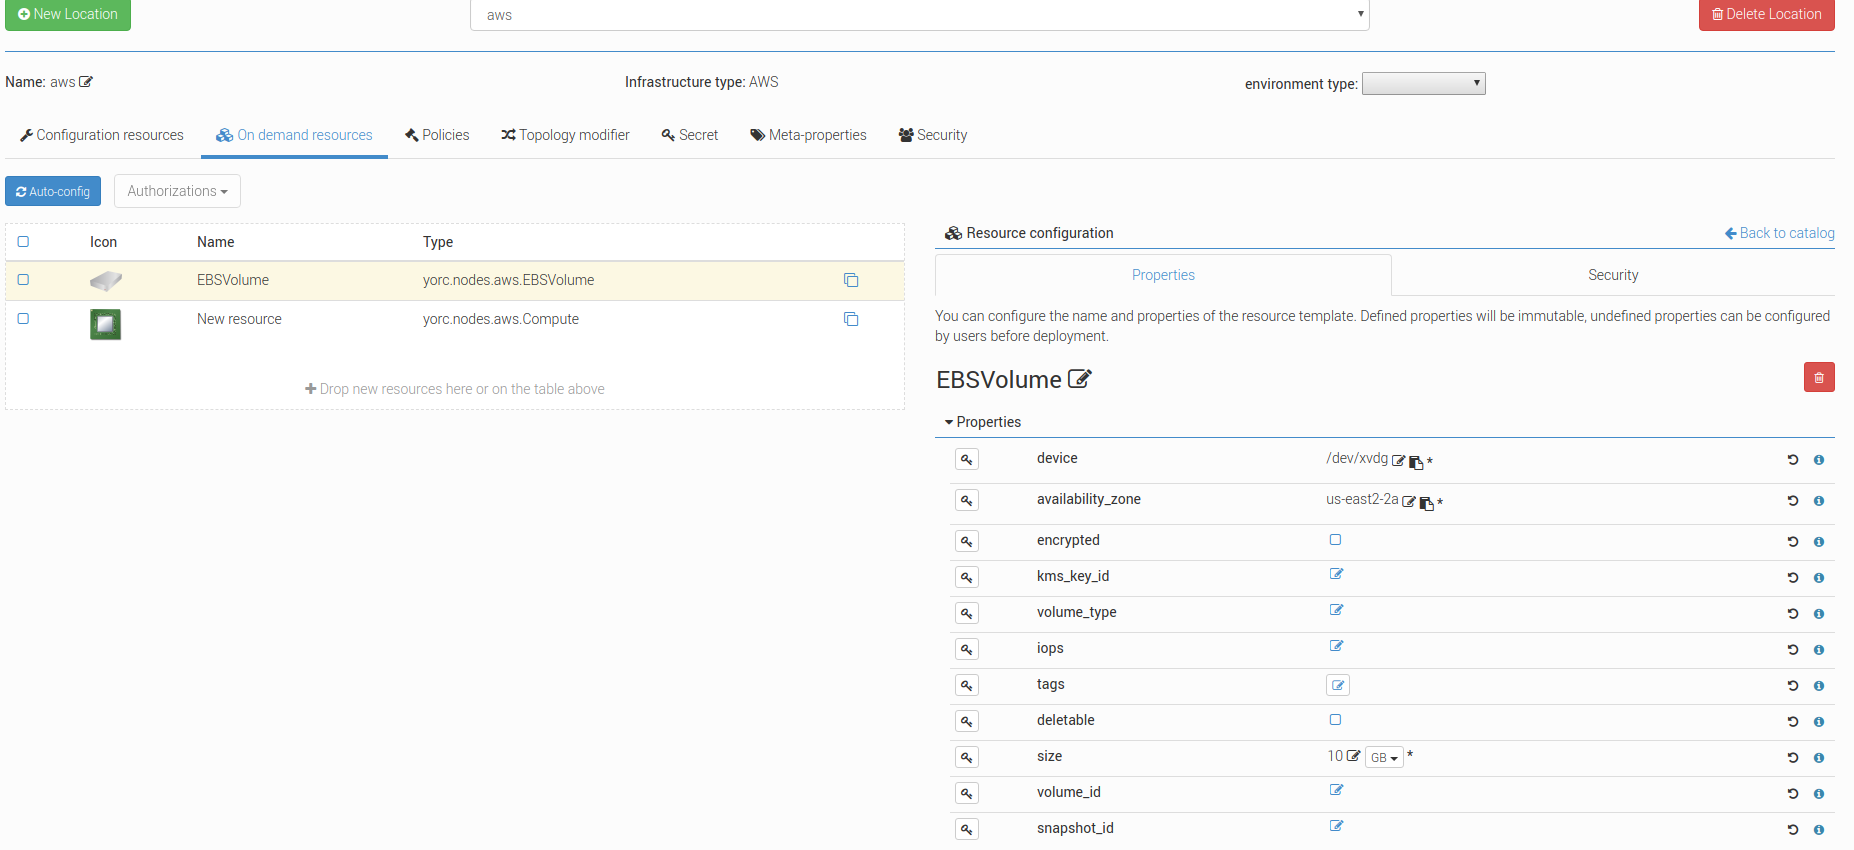 New Location
aws
Delete Location
Name: aws
Infrastructure type: AWS
environment type:
Configuration resources
On demand resources
Policies
Topology modifier
Secret
Meta-properties
Security
Auto-config
Authorizations
Icon Name Type
EBSVolume yorc.nodes.aws.EBSVolume
New resource yorc.nodes.aws.Compute
Drop new resources here or on the table above
Resource configuration
Back to catalog
Properties
Security
You can configure the name and properties of the resource template. Defined properties will be immutable, undefined properties can be configured
by users before deployment.
EBSVolume
Properties
device /dev/xvdg *
availability_zone us-east2-2a *
encrypted
kms_key_id
volume_type
iops
tags
deletable
size 10 GB *
volume_id
snapshot_id